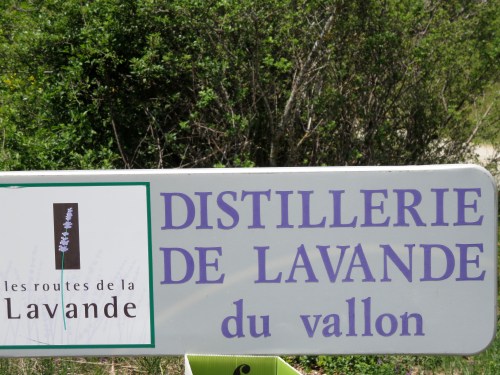 les routes de la
Lavande
DISTILLERIE
DE LAVANDE
du vallon